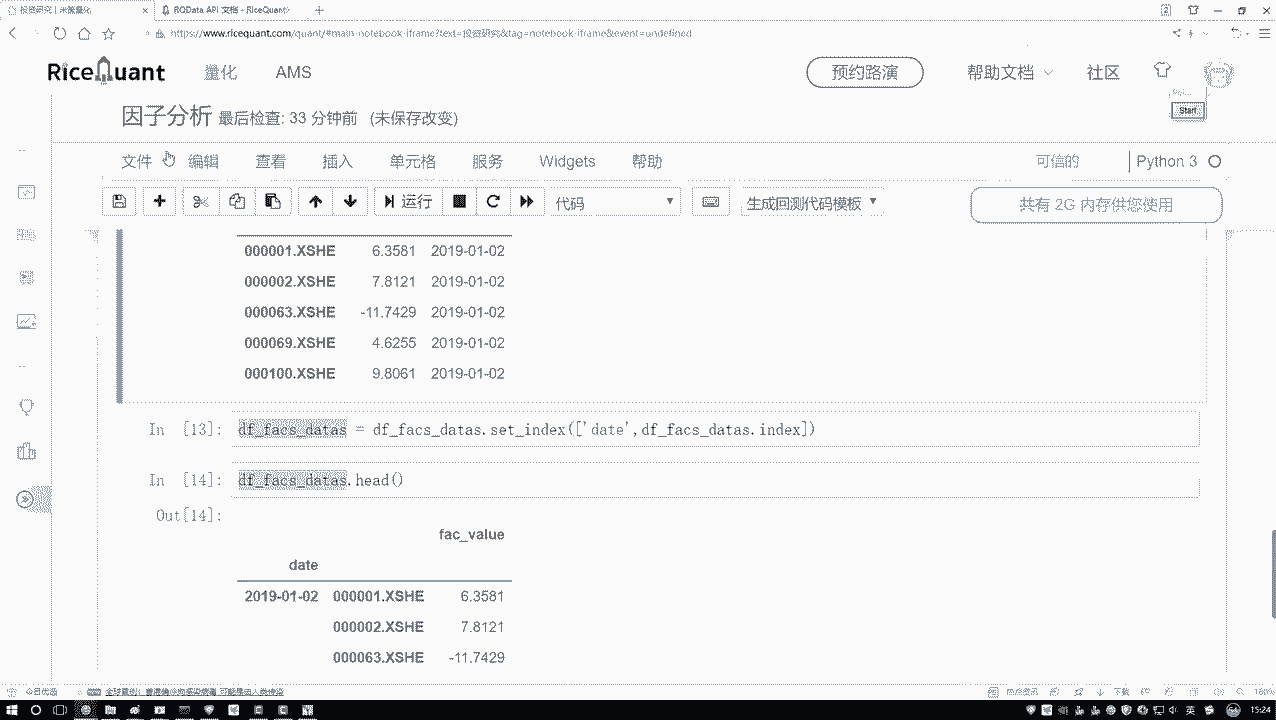 投资研究 | 米筐量化
RQData API 文档 - RiceQuant
https://www.ricequant.com/quant/#main-notebook-iframe?text=投资研究&tag=notebook-iframe&event=undefined
RiceQuant 量化 AMS 预约路演 帮助文档 社区
因子分析 最后检查: 33 分钟前 (未保存改变)
Start
文件 编辑 查看 插入 单元格 服务 Widgets 帮助 可信的 Python 3
运行 代码 生成回测代码模板 共有 2G 内存供您使用
000001.XSHE 6.3581 2019-01-02
000002.XSHE 7.8121 2019-01-02
000063.XSHE -11.7429 2019-01-02
000069.XSHE 4.6255 2019-01-02
000100.XSHE 9.8061 2019-01-02
In [13]: df_facs_datas = df_facs_datas.set_index(['date',df_facs_datas.index])
In [14]: df_facs_datas.head()
Out[14]:
fac_value
date
2019-01-02 000001.XSHE 6.3581
000002.XSHE 7.8121
000063.XSHE -11.7429
今日优选
下载
160%
英
15:24